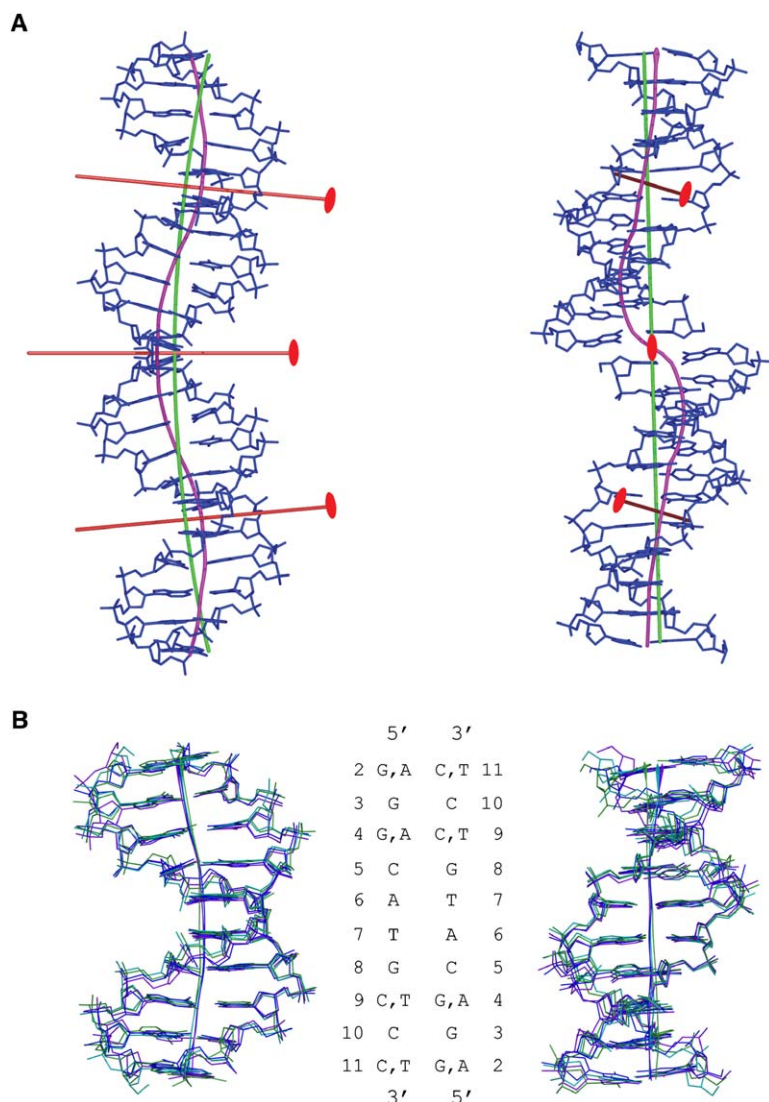 A
B
5′ 3′
2 G,A C,T 11
3 G C 10
4 G,A C,T 9
5 C G 8
6 A T 7
7 T A 6
8 G C 5
9 C,T G,A 4
10 C G 3
11 C,T G,A 2
3′ 5′